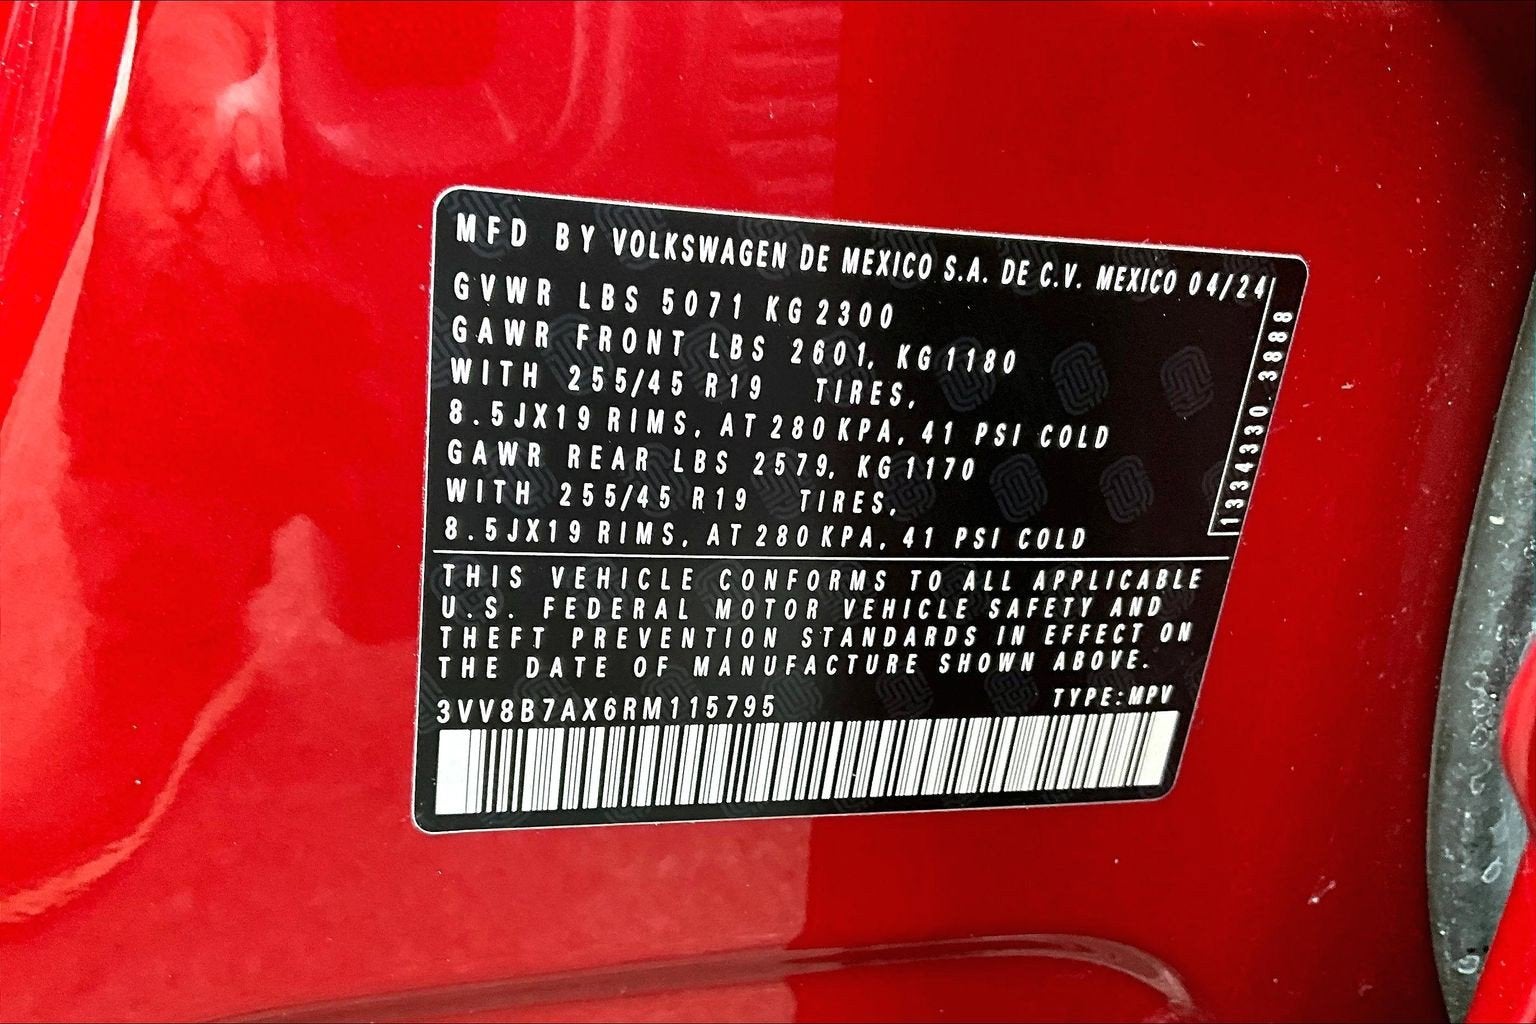 MFD BY VOLKSWAGEN DE MEXICO S.A. DE C.V. MEXICO 04/24
GVWR LBS 5071 KG 2300
GAWR FRONT LBS 2601, KG 1180
WITH 255/45 R19 TIRES,
8.5JX19 RIMS, AT 280 KPA, 41 PSI COLD
GAWR REAR LBS 2579, KG 1170
WITH 255/45 R19 TIRES,
8.5JX19 RIMS, AT 280 KPA, 41 PSI COLD
1334330.3888
THIS VEHICLE CONFORMS TO ALL APPLICABLE
U.S. FEDERAL MOTOR VEHICLE SAFETY AND
THEFT PREVENTION STANDARDS IN EFFECT ON
THE DATE OF MANUFACTURE SHOWN ABOVE.
3VV8B7AX6RM115795 TYPE:MPV